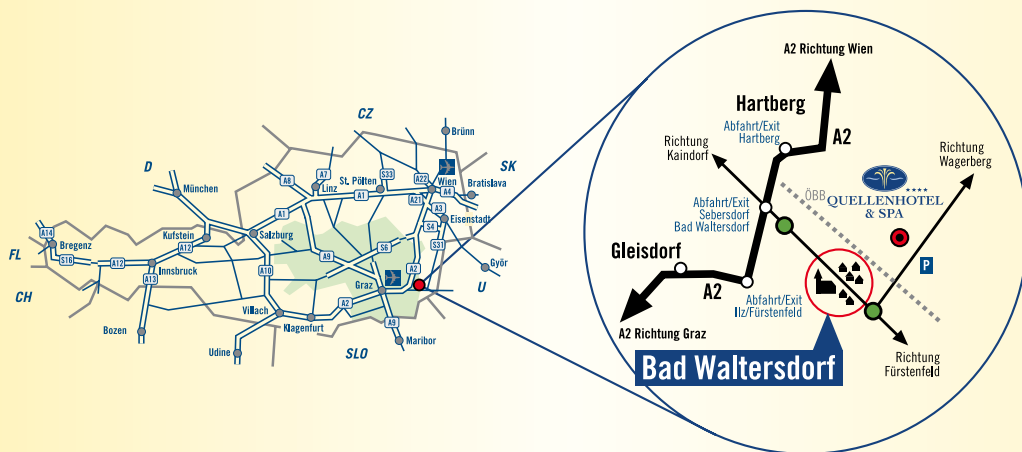 CZ
Brünn
SK
D
München
A8
A7
Linz
St. Pölten
S33
A22
Wien
A4
Bratislava
A1
A21
A3
Eisenstadt
A1
S4
S31
A14
Bregenz
FL
S16
Kufstein
A12
Salzburg
S6
Györ
A12
Innsbruck
A13
A10
A9
A2
Graz
U
CH
Villach
A2
Klagenfurt
A9
Bozen
Udine
SLO
Maribor
A2 Richtung Wien
Hartberg
Abfahrt/Exit
Hartberg
A2
Richtung
Kaindorf
Richtung
Wagerberg
ÖBB
QUELLENHOTEL
& SPA
Abfahrt/Exit
Sebersdorf
Bad Waltersdorf
Gleisdorf
P
A2
Abfahrt/Exit
Ilz/Fürstenfeld
A2 Richtung Graz
Bad Waltersdorf
Richtung
Fürstenfeld